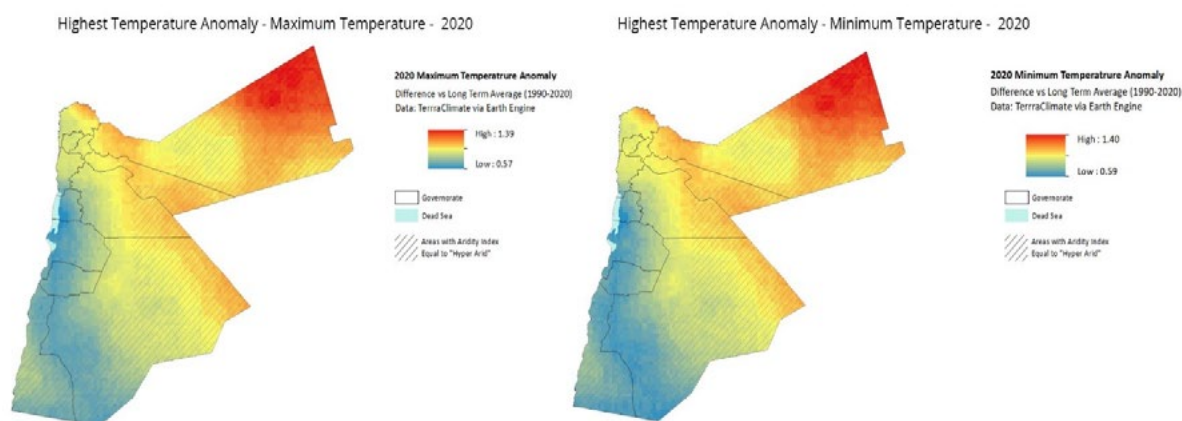 Highest Temperature Anomaly - Maximum Temperature - 2020
2020 Maximum Temperatrure Anomaly
Difference vs Long Term Average (1990-2020)
Data: TerrraClimate via Earth Engine
High : 1.39
Low : 0.57
Governorate
Dead Sea
Areas with Aridity Index
Equal to "Hyper Arid"
Highest Temperature Anomaly - Minimum Temperature - 2020
2020 Minimum Temperatrure Anomaly
Difference vs Long Term Average (1990-2020)
Data: TerrraClimate via Earth Engine
High : 1.40
Low : 0.59
Governorate
Dead Sea
Areas with Aridity Index
Equal to "Hyper Arid"